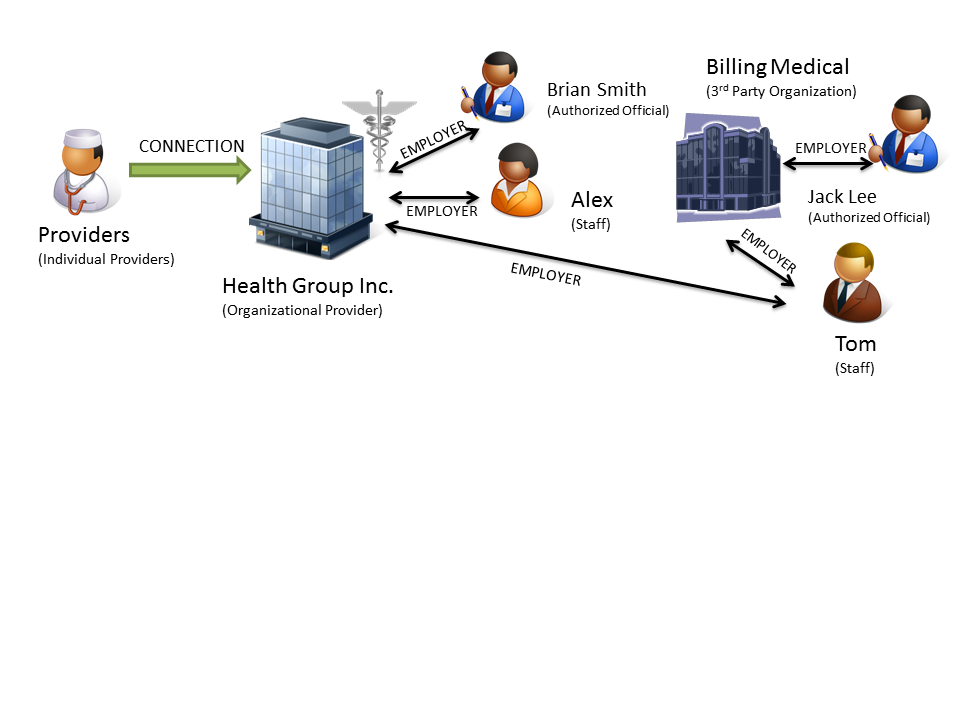 Billing Medical
(3rd Party Organization)
Brian Smith
(Authorized Official)
EMPLOYER
CONNECTION
EMPLOYER
Jack Lee
(Authorized Official)
EMPLOYER
Alex
(Staff)
Providers
(Individual Providers)
EMPLOYER
EMPLOYER
Health Group Inc.
(Organizational Provider)
Tom
(Staff)